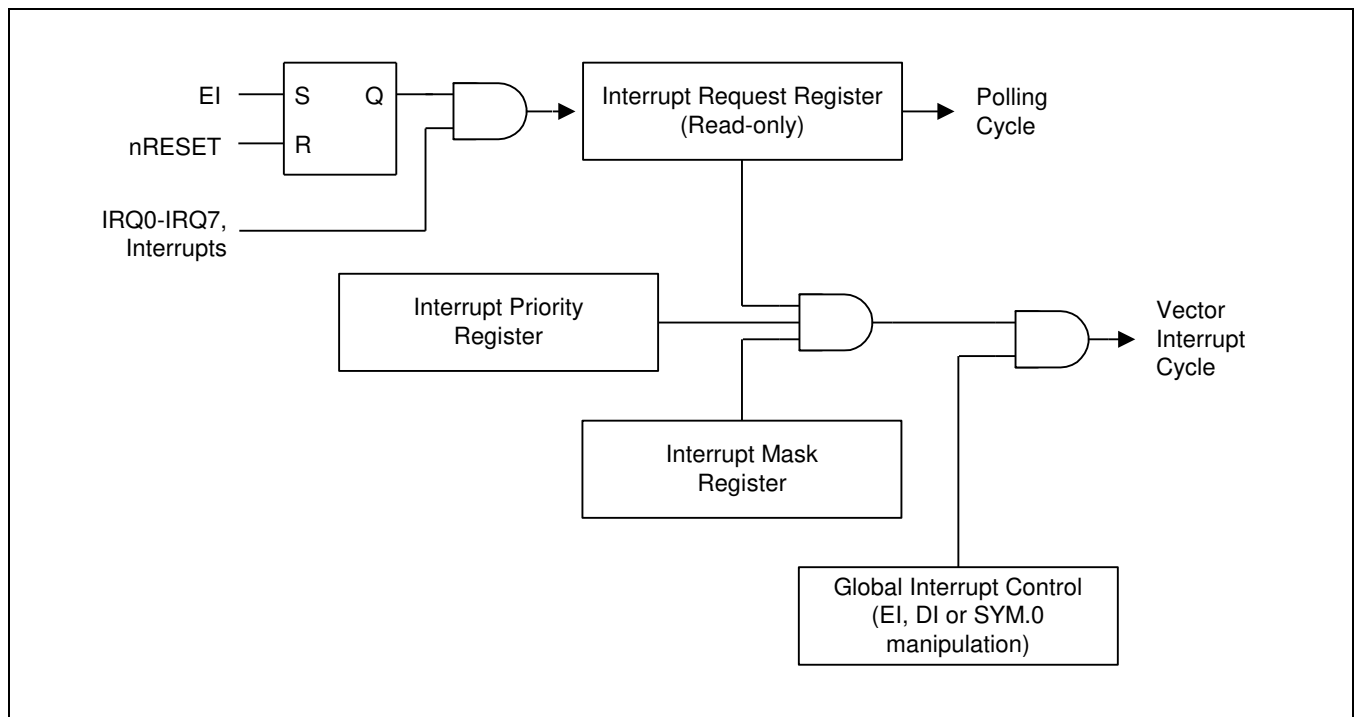 EI
S
Q
nRESET
R
IRQ0-IRQ7,
Interrupts
Interrupt Request Register
(Read-only)
Polling
Cycle
Interrupt Priority
Register
Vector
Interrupt
Cycle
Interrupt Mask
Register
Global Interrupt Control
(EI, DI or SYM.0
manipulation)